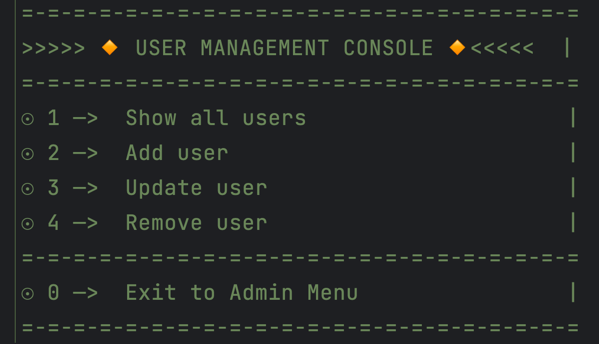 =-=-=-=-=-=-=-=-=-=-=-=-=-=-=-=-=-=-=-=-=-=
>>>>> 🔶 USER MANAGEMENT CONSOLE 🔶<<<<<  |
=-=-=-=-=-=-=-=-=-=-=-=-=-=-=-=-=-=-=-=-=-=
⊙ 1 —>  Show all users                    |
⊙ 2 —>  Add user                          |
⊙ 3 —>  Update user                       |
⊙ 4 —>  Remove user                       |
=-=-=-=-=-=-=-=-=-=-=-=-=-=-=-=-=-=-=-=-=-=
⊙ 0 —>  Exit to Admin Menu                |
=-=-=-=-=-=-=-=-=-=-=-=-=-=-=-=-=-=-=-=-=-=